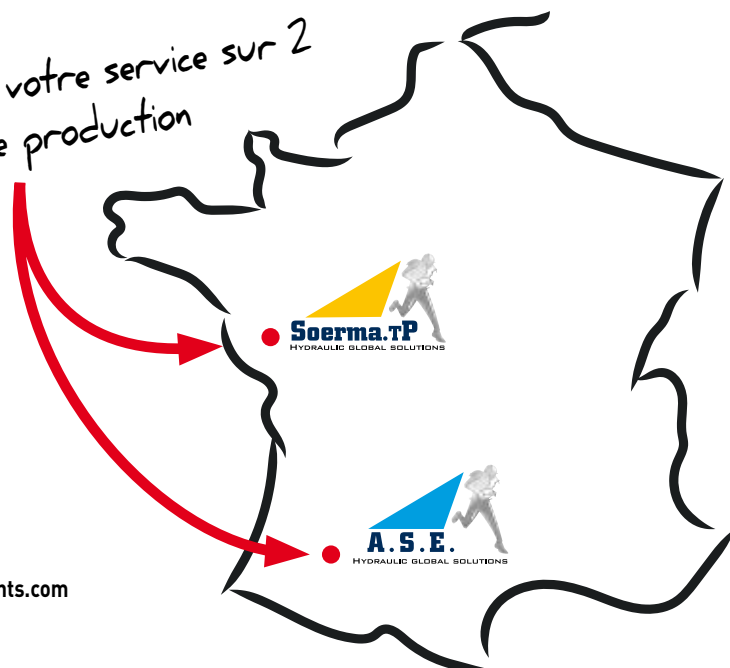 votre service sur 2
production
Soerma.TP
HYDRAULIC GLOBAL SOLUTIONS
A.S.E.
HYDRAULIC GLOBAL SOLUTIONS
nts.com